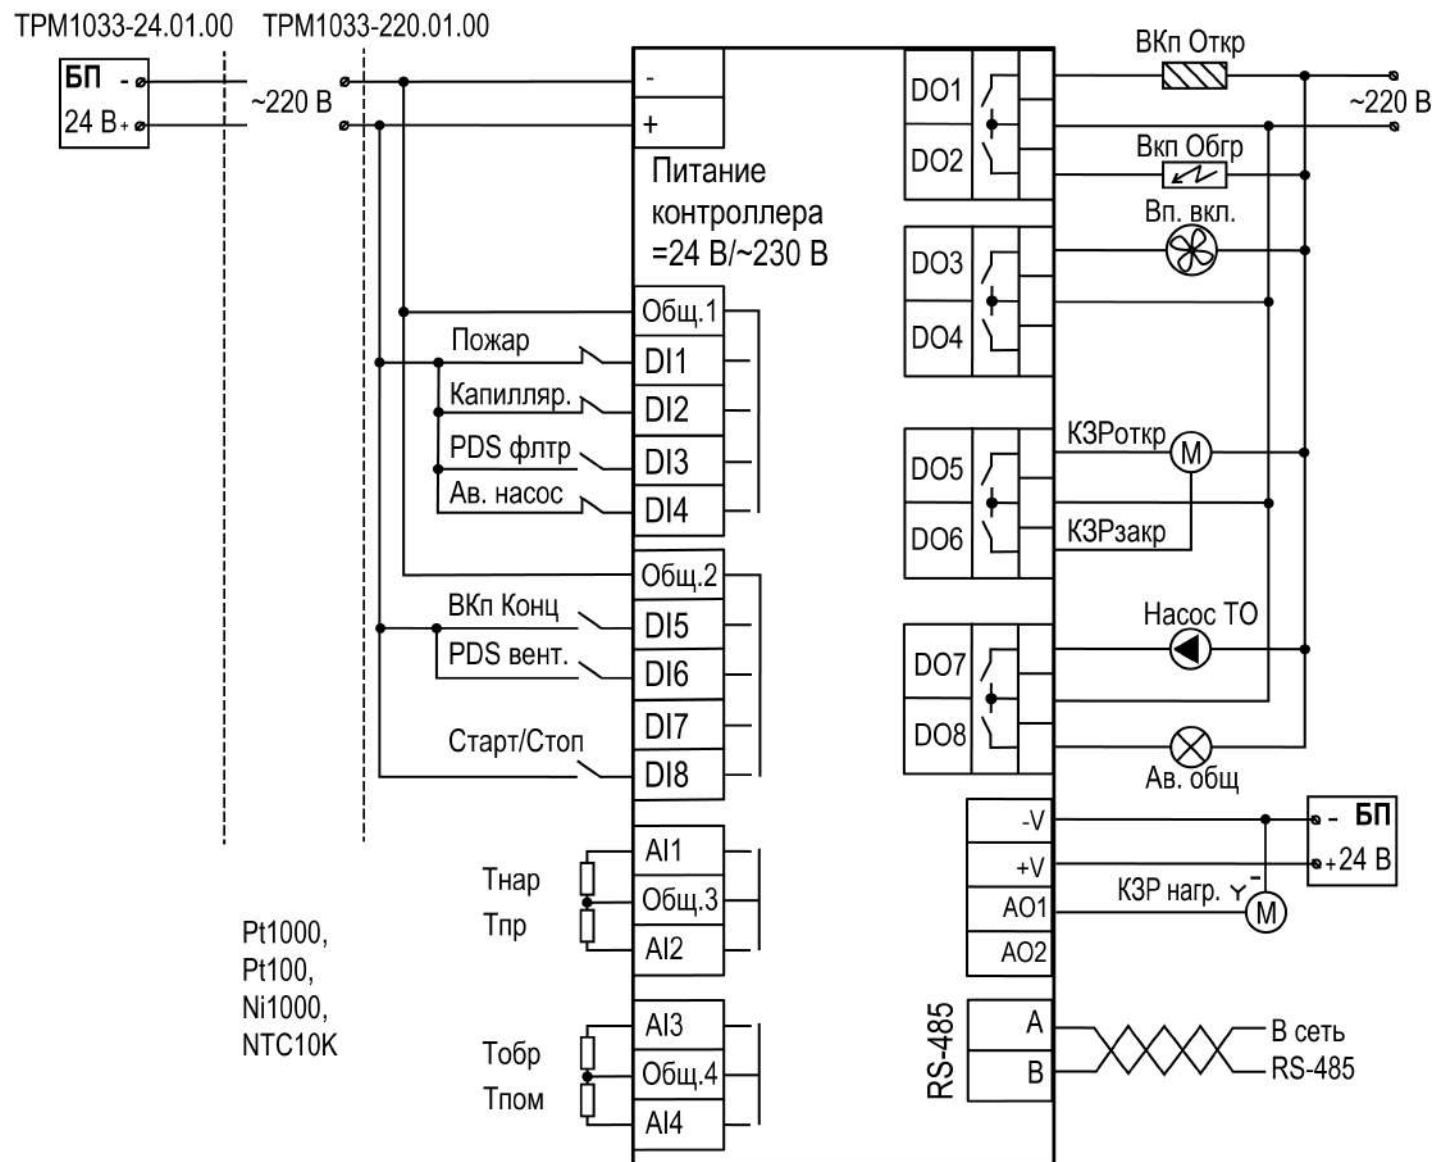 ТРМ1033-24.01.00
ТРМ1033-220.01.00
БП -
24 В+
~220 В
-
+
Питание
контроллера
=24 В/~230 В
Общ.1
Пожар
DI1
Капилляр.
DI2
PDS флтр
DI3
Ав. насос
DI4
Общ.2
ВКп Конц
DI5
PDS вент.
DI6
DI7
Старт/Стоп
DI8
AI1
Тнар
Общ.3
Тпр
AI2
Pt1000,
Pt100,
Ni1000,
NTC10K
AI3
Тобр
Общ.4
Тпом
AI4
DO1
DO2
ВКп Откр
~220 В
Вкп Обгр
Вп. вкл.
DO3
DO4
КЗРоткр
М
DO5
DO6
КЗРзакр
Насос ТО
DO7
DO8
Ав. общ
-V
- БП
+V
+24 В
КЗР нагр. Y -
AO1
М
AO2
RS-485
A
B
В сеть
RS-485